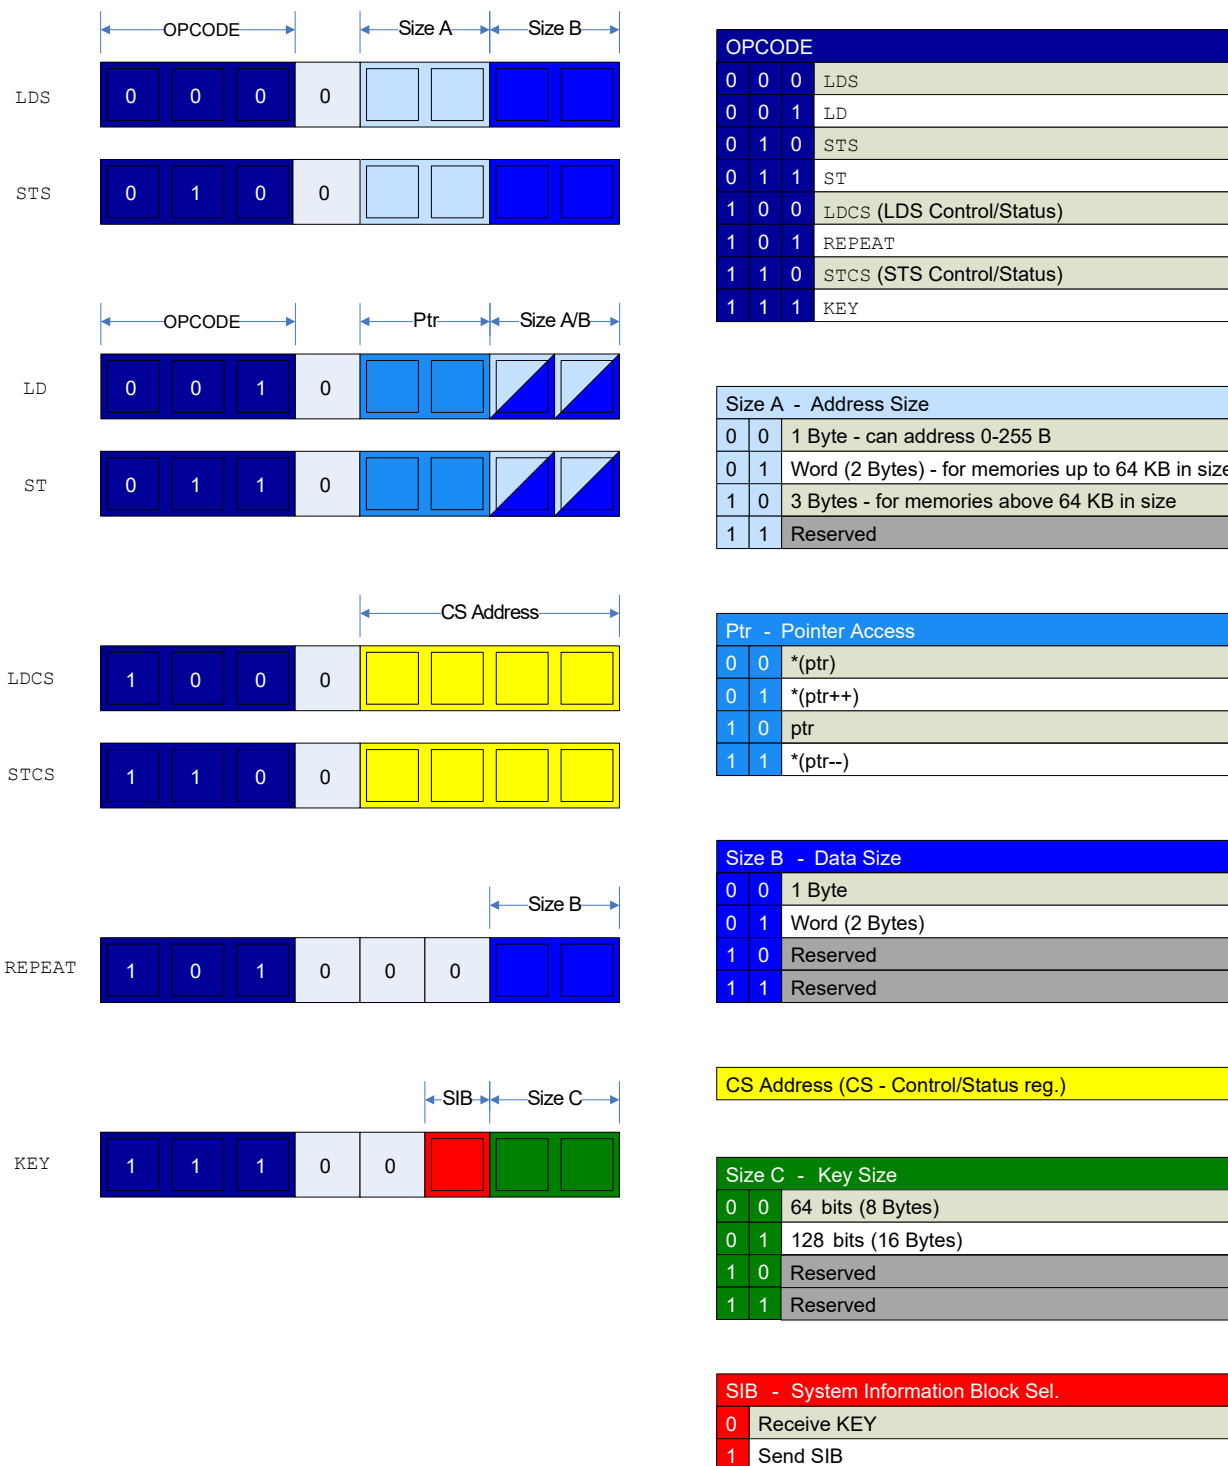 OPCODE Size A Size B
LDS 0 0 0 0
STS 0 1 0 0
OPCODE Ptr Size A/B
LD 0 0 1 0
ST 0 1 1 0
CS Address
LDCS 1 0 0 0
STCS 1 1 0 0
Size B
REPEAT 1 0 1 0 0 0
SIB Size C
KEY 1 1 1 0 0
OPCODE
0 0 0 LDS
0 0 1 LD
0 1 0 STS
0 1 1 ST
1 0 0 LDCS (LDS Control/Status)
1 0 1 REPEAT
1 1 0 STCS (STS Control/Status)
1 1 1 KEY
Size A - Address Size
0 0 1 Byte - can address 0-255 B
0 1 Word (2 Bytes) - for memories up to 64 KB in size
1 0 3 Bytes - for memories above 64 KB in size
1 1 Reserved
Ptr - Pointer Access
0 0 *(ptr)
0 1 *(ptr++)
1 0 ptr
1 1 *(ptr--)
Size B - Data Size
0 0 1 Byte
0 1 Word (2 Bytes)
1 0 Reserved
1 1 Reserved
CS Address (CS - Control/Status reg.)
Size C - Key Size
0 0 64 bits (8 Bytes)
0 1 128 bits (16 Bytes)
1 0 Reserved
1 1 Reserved
SIB - System Information Block Sel.
0 Receive KEY
1 Send SIB